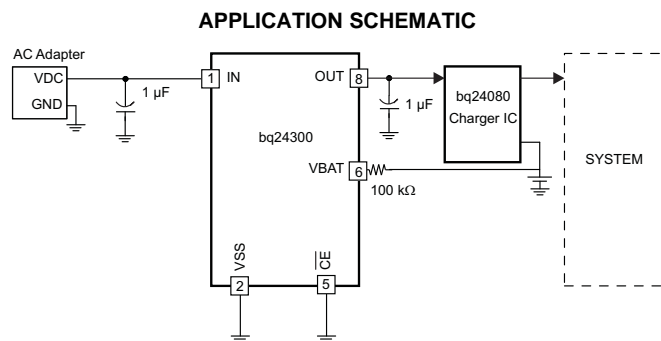 APPLICATION SCHEMATIC
AC Adapter
VDC
GND
1 µF
1
IN
OUT
8
1 µF
bq24080
Charger IC
bq24300
VBAT
6
100 kΩ
SYSTEM
VSS
2
CE
5